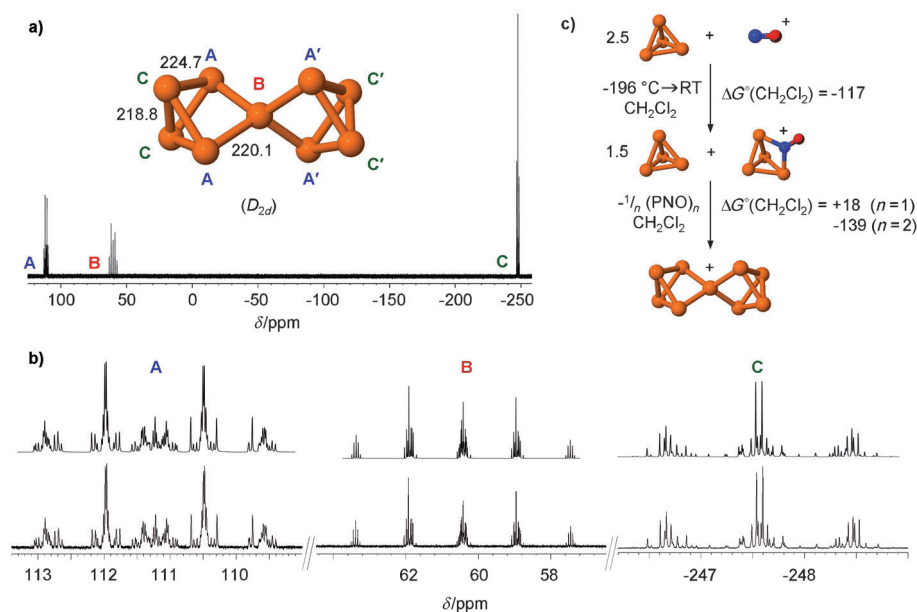 a)
A A′
224.7
C B C′
218.8
220.1
C A A′ C′
(D2d)
A B C
100 50 0 -50 -100 -150 -200 -250
δ/ppm
c)
2.5 + +
-196 °C→RT
CH2Cl2
ΔG°(CH2Cl2) = -117
1.5 + +
-1/n (PNO)n
CH2Cl2
ΔG°(CH2Cl2) = +18 (n=1)
-139 (n=2)
+
b)
A B C
113 112 111 110 62 60 58 -247 -248
δ/ppm